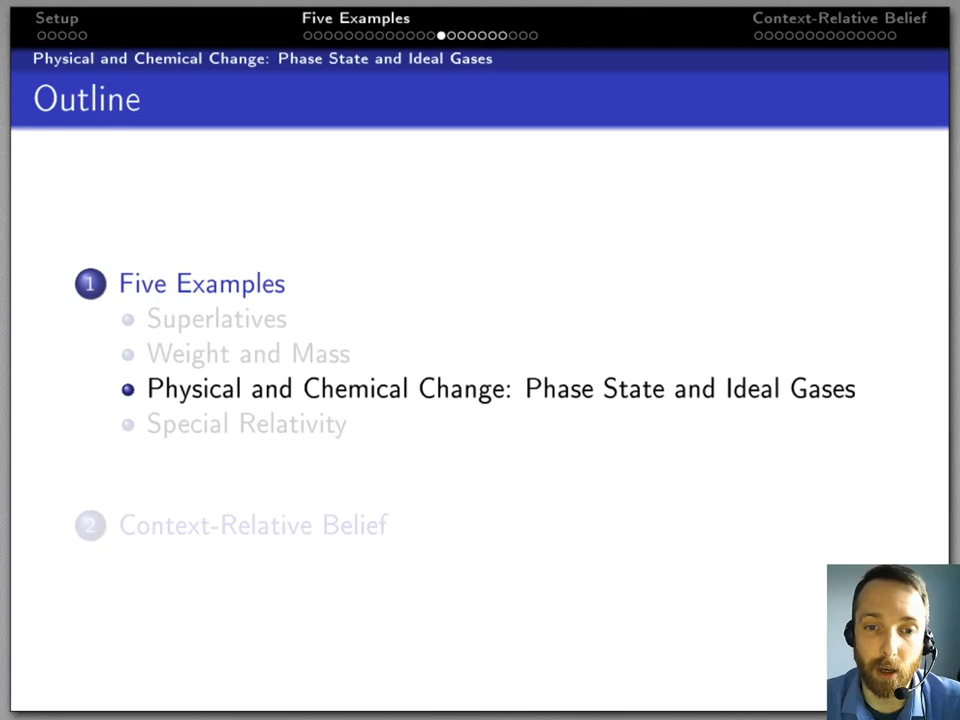 Setup Five Examples Context-Relative Belief
Physical and Chemical Change: Phase State and Ideal Gases
Outline
1 Five Examples
Superlatives
Weight and Mass
Physical and Chemical Change: Phase State and Ideal Gases
Special Relativity
2 Context-Relative Belief